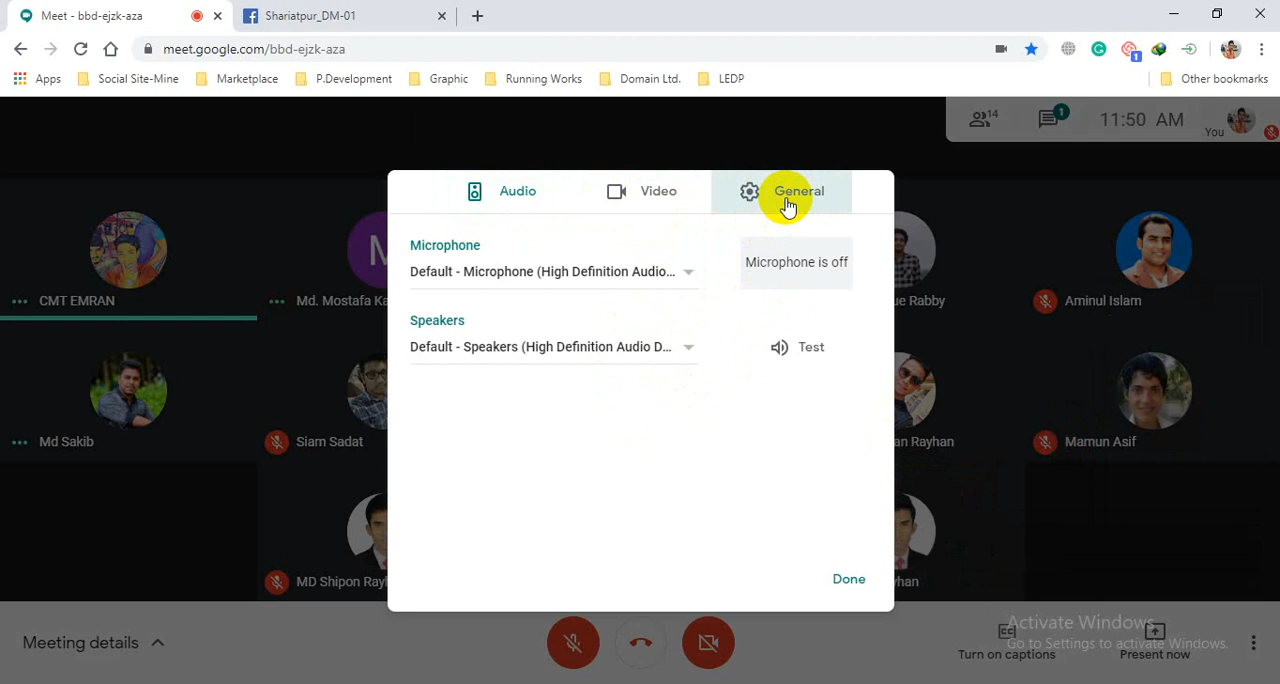 Meet - bbd-ejzk-aza
Shariatpur_DM-01
meet.google.com/bbd-ejzk-aza
1
Apps
Social Site-Mine
Marketplace
P.Development
Graphic
Running Works
Domain Ltd.
LEDP
Other bookmarks
14
1
11:50 AM
You
Audio
Video
General
Microphone
Default - Microphone (High Definition Audio...
Microphone is off
Speakers
Default - Speakers (High Definition Audio D...
Test
Done
CMT EMRAN
Md. Mostafa Ka
ue Rabby
Aminul Islam
M
Md Sakib
Siam Sadat
an Rayhan
Mamun Asif
MD Shipon Rayl
han
Meeting details
Turn on captions
Present now
Activate Windows
Go to Settings to activate Windows.